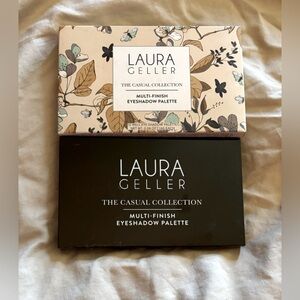 LAURA
GELLER
THE CASUAL COLLECTION
MULTI-FINISH
EYESHADOW PALETTE
LAURA
GELLER
THE CASUAL COLLECTION
MULTI-FINISH
EYESHADOW PALETTE